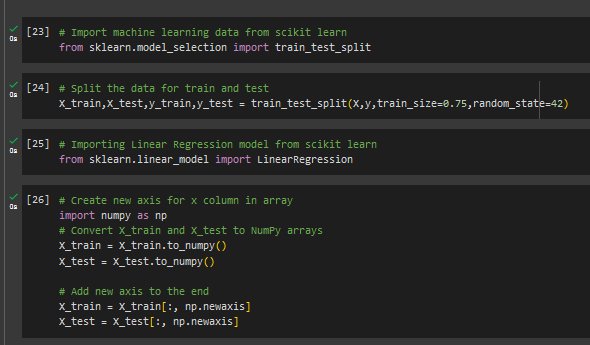 [23] # Import machine learning data from scikit learn
0s from sklearn.model_selection import train_test_split
[24] # Split the data for train and test
0s X_train,X_test,y_train,y_test = train_test_split(X,y,train_size=0.75,random_state=42)
[25] # Importing Linear Regression model from scikit learn
0s from sklearn.linear_model import LinearRegression
[26] # Create new axis for x column in array
0s import numpy as np
# Convert X_train and X_test to NumPy arrays
X_train = X_train.to_numpy()
X_test = X_test.to_numpy()
# Add new axis to the end
X_train = X_train[:, np.newaxis]
X_test = X_test[:, np.newaxis]